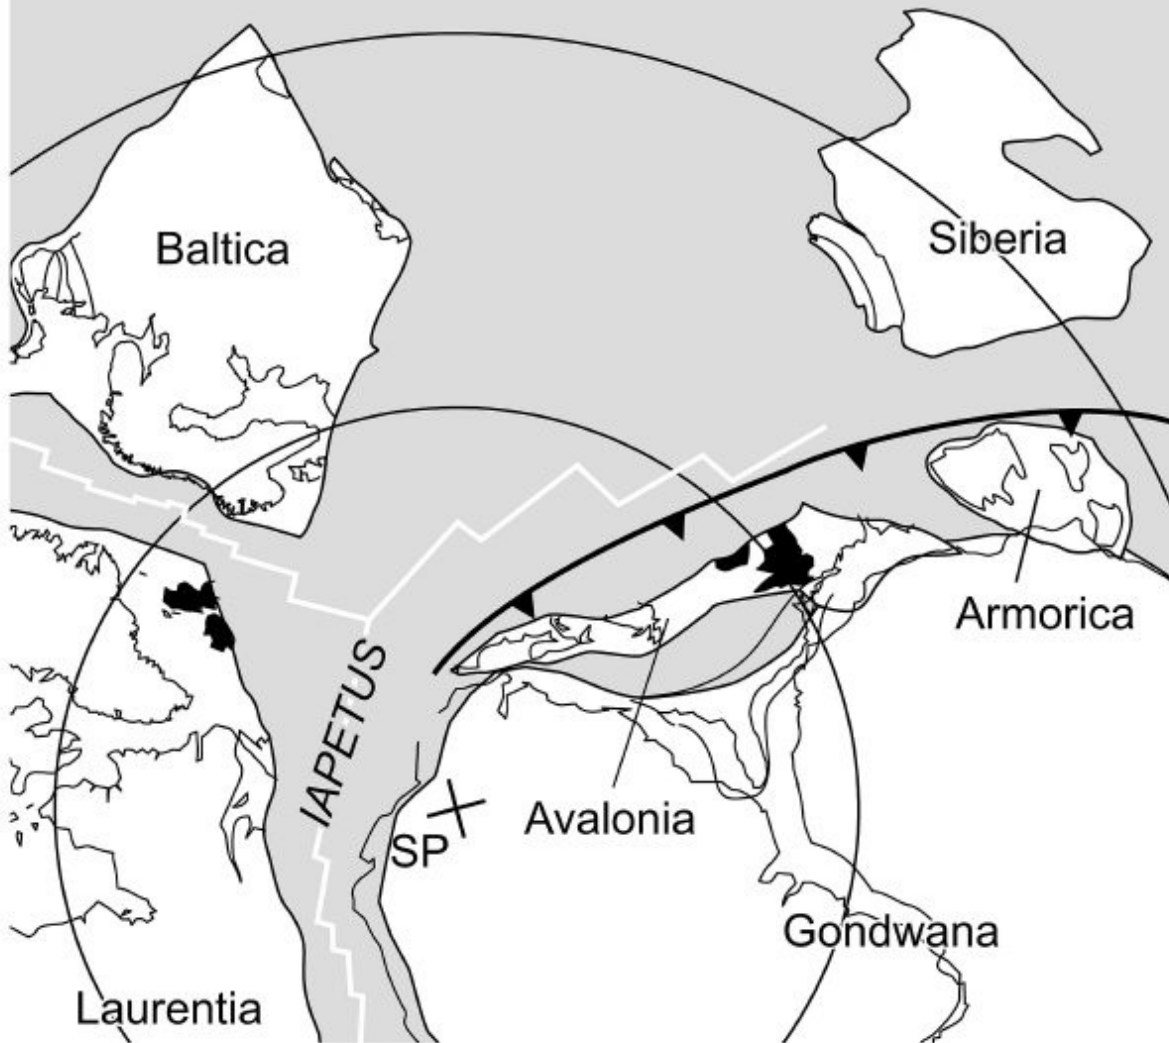 Baltica
Siberia
Armorica
IAPETUS
Avalonia
SP
Gondwana
Laurentia